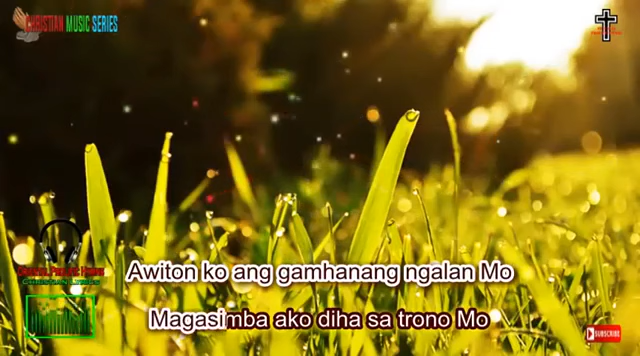 CHRISTIAN MUSIC SERIES
Awiton ko ang gamhanang ngalan Mo
Magasimba ako diha sa trono Mo
SUBSCRIBE